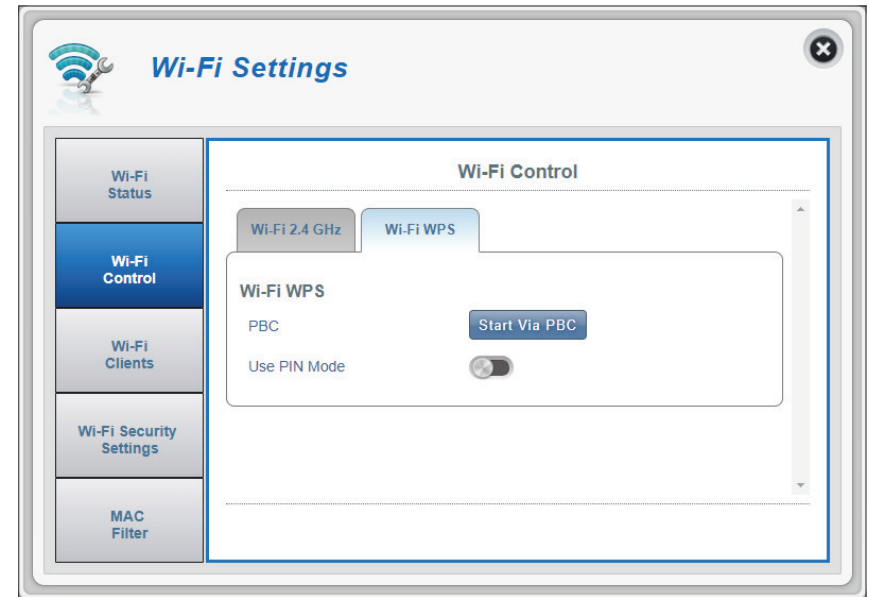 Wi-Fi Settings
Wi-Fi
Status
Wi-Fi
Control
Wi-Fi
Clients
Wi-Fi Security
Settings
MAC
Filter
Wi-Fi Control
Wi-Fi 2.4 GHz
Wi-Fi WPS
Wi-Fi WPS
PBC
Start Via PBC
Use PIN Mode